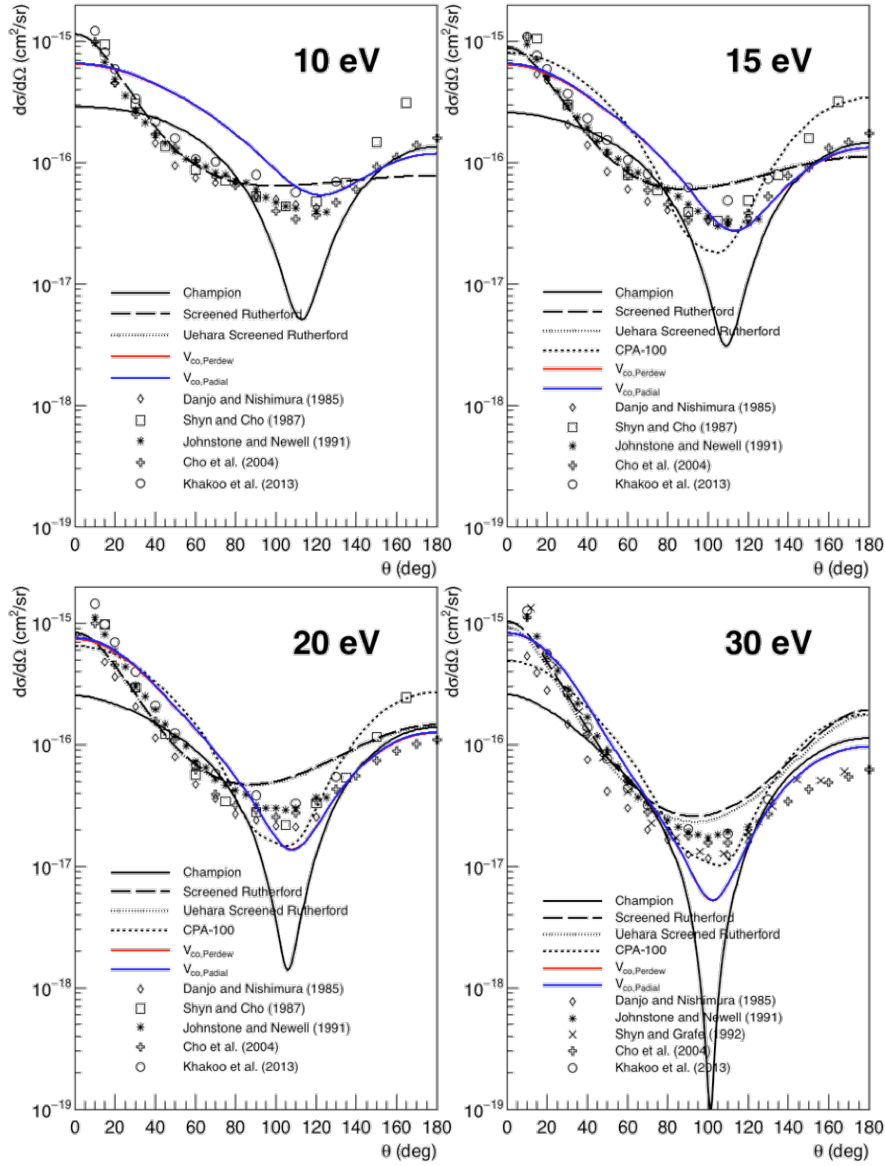 dσ/dΩ (cm²/sr)
10 eV
10⁻¹⁵
10⁻¹⁶
10⁻¹⁷
10⁻¹⁸
10⁻¹⁹
Champion
Screened Rutherford
Uehara Screened Rutherford
V_co,Perdew
V_co,Padial
Danjo and Nishimura (1985)
Shyn and Cho (1987)
Johnstone and Newell (1991)
Cho et al. (2004)
Khakoo et al. (2013)
0 20 40 60 80 100 120 140 160 180
θ (deg)
dσ/dΩ (cm²/sr)
15 eV
10⁻¹⁵
10⁻¹⁶
10⁻¹⁷
10⁻¹⁸
10⁻¹⁹
Champion
Screened Rutherford
Uehara Screened Rutherford
CPA-100
V_co,Perdew
V_co,Padial
Danjo and Nishimura (1985)
Shyn and Cho (1987)
Johnstone and Newell (1991)
Cho et al. (2004)
Khakoo et al. (2013)
0 20 40 60 80 100 120 140 160 180
θ (deg)
dσ/dΩ (cm²/sr)
20 eV
10⁻¹⁵
10⁻¹⁶
10⁻¹⁷
10⁻¹⁸
10⁻¹⁹
Champion
Screened Rutherford
Uehara Screened Rutherford
CPA-100
V_co,Perdew
V_co,Padial
Danjo and Nishimura (1985)
Shyn and Cho (1987)
Johnstone and Newell (1991)
Cho et al. (2004)
Khakoo et al. (2013)
0 20 40 60 80 100 120 140 160 180
θ (deg)
dσ/dΩ (cm²/sr)
30 eV
10⁻¹⁵
10⁻¹⁶
10⁻¹⁷
10⁻¹⁸
10⁻¹⁹
Champion
Screened Rutherford
Uehara Screened Rutherford
CPA-100
V_co,Perdew
V_co,Padial
Danjo and Nishimura (1985)
Johnstone and Newell (1991)
Shyn and Grafe (1992)
Cho et al. (2004)
Khakoo et al. (2013)
0 20 40 60 80 100 120 140 160 180
θ (deg)